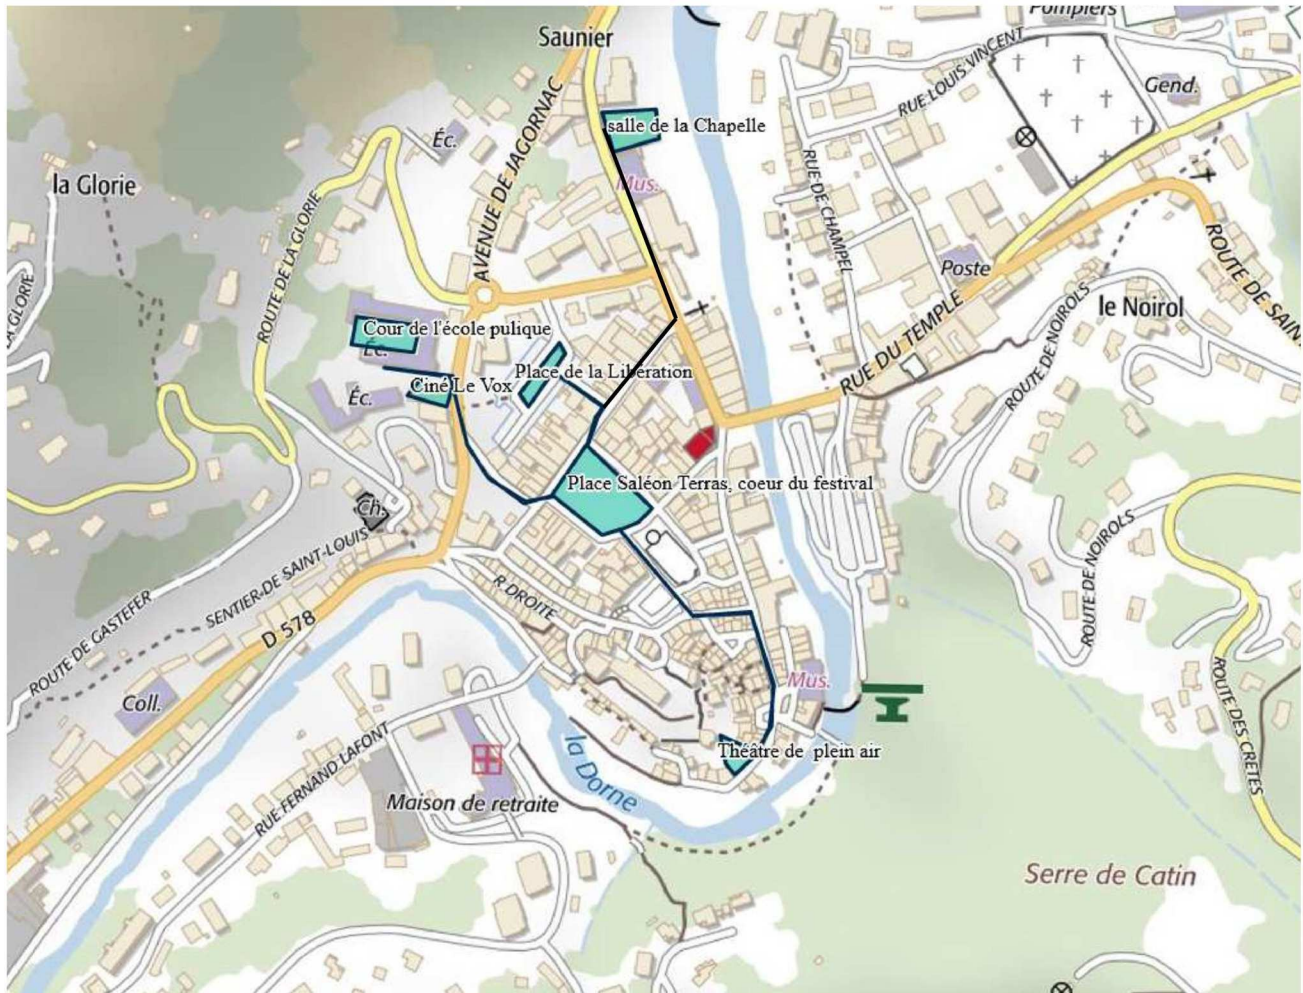 Pompiers
Saunier
RUE LOUIS VINCENT
Gend.
AVENUE DE JAGORNAC
salle de la Chapelle
Éc.
la Glorie
Mus.
RUE DE CHAMPEL
ROUTE DE LA GLORIE
LA GLORIE
ROUTE DE SAINT
Poste
le Noirol
Cour de l'école pulique
Éc.
RUE DU TEMPLE
ROUTE DE NOIROLS
Place de la Libération
Ciné Le Vox
Éc.
Place Saléon Terras, coeur du festival
Ch.
SENTIER DE SAINT-LOUIS
ROUTE DE NOIROLS
R DROITE
ROUTE DE GASTEFER
D 578
Coll.
Mus.
ROUTE DES CRETES
Théâtre de plein air
RUE FERNAND LAFONT
la Dorne
Maison de retraite
Serre de Catin